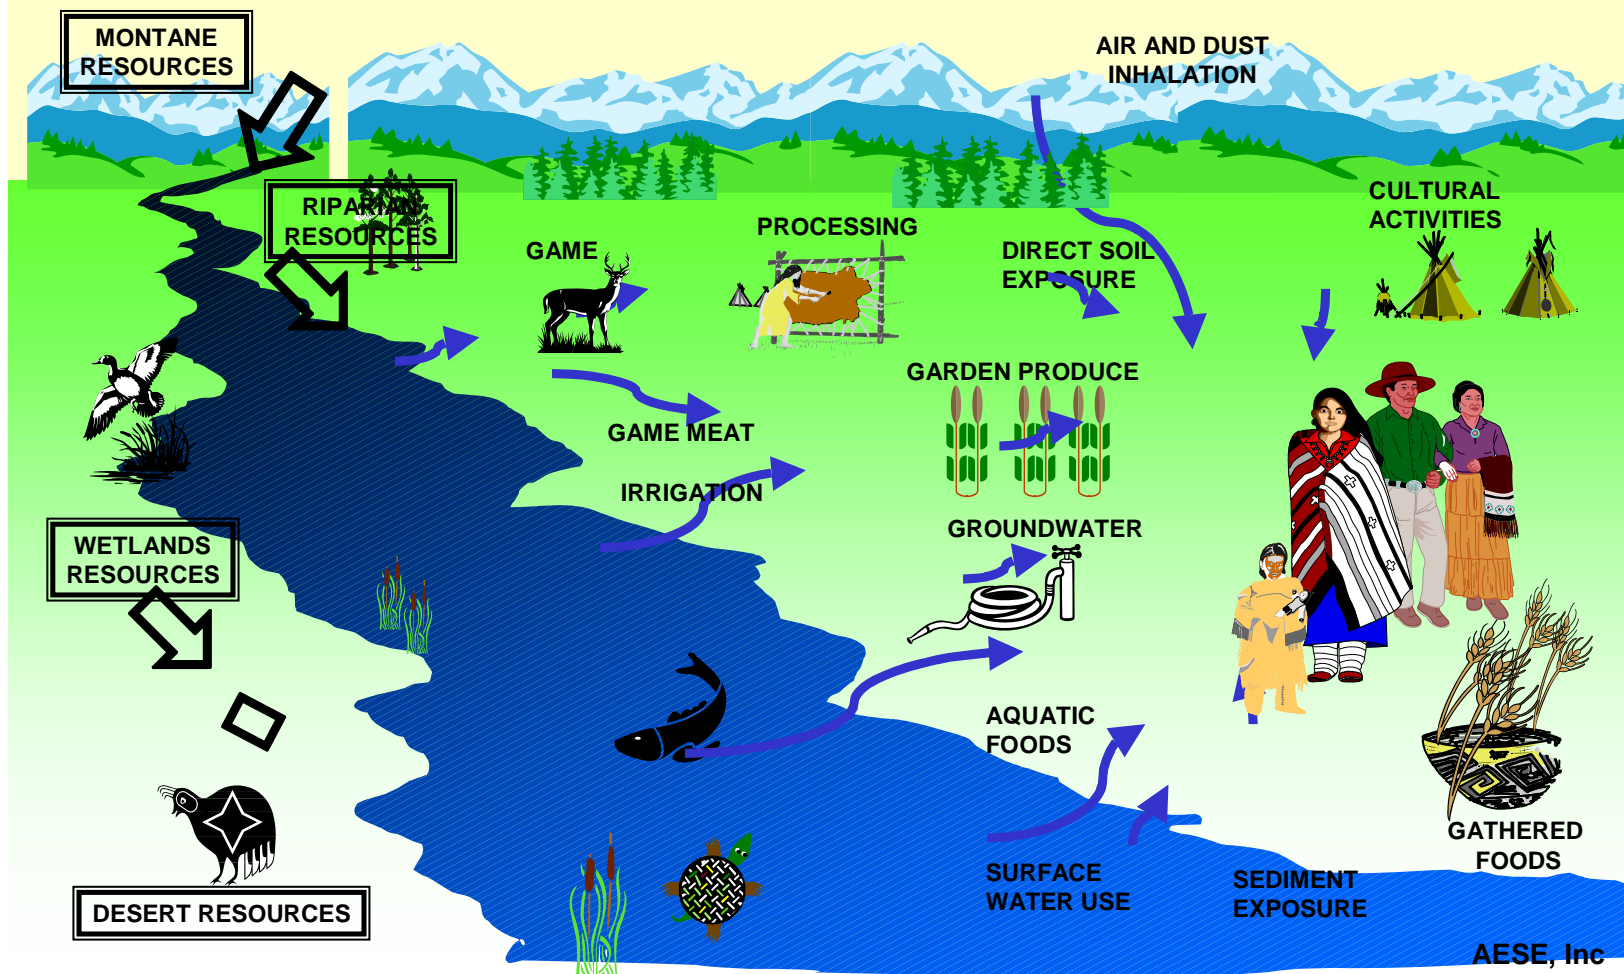 MONTANE
RESOURCES
AIR AND DUST
INHALATION
RIPARIAN
RESOURCES
CULTURAL
ACTIVITIES
GAME
PROCESSING
DIRECT SOIL
EXPOSURE
GARDEN PRODUCE
GAME MEAT
IRRIGATION
GROUNDWATER
WETLANDS
RESOURCES
AQUATIC
FOODS
GATHERED
FOODS
SURFACE
WATER USE
SEDIMENT
EXPOSURE
DESERT RESOURCES
AESE, Inc